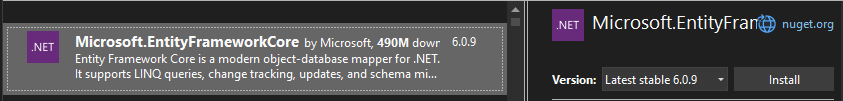 .NET
Microsoft.EntityFrameworkCore by Microsoft, 490M dowr 6.0.9
Entity Framework Core is a modern object-database mapper for .NET.
It supports LINQ queries, change tracking, updates, and schema mi...
.NET
Microsoft.EntityFram
nuget.org
Version:
Latest stable 6.0.9
Install